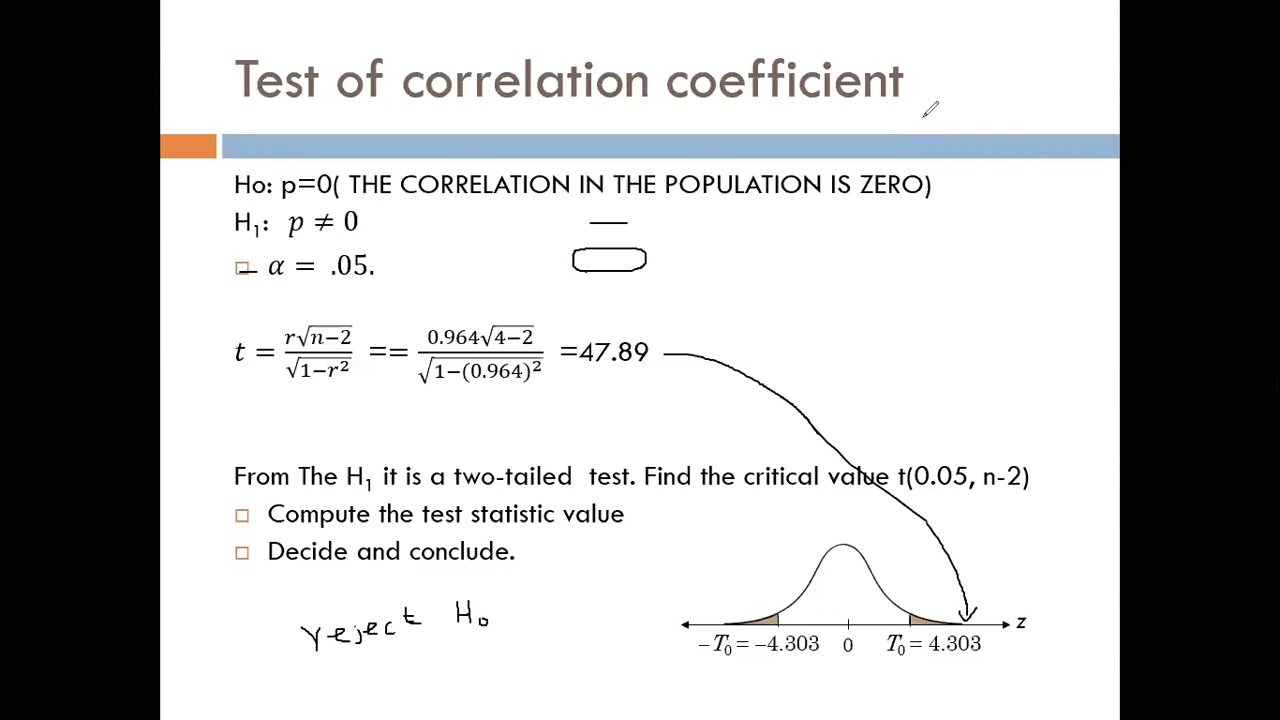 Test of correlation coefficient
Ho: p=0( THE CORRELATION IN THE POPULATION IS ZERO)
H₁: 𝑝 ≠ 0
𝛼 = .05.
𝑡 = 𝑟√𝑛−2 / √1−𝑟² == 0.964√4−2 / √1−(0.964)² =47.89
From The H₁ it is a two-tailed test. Find the critical value t(0.05, n-2)
Compute the test statistic value
Decide and conclude.
reject H₀
z
−T₀ = −4.303 0 T₀ = 4.303